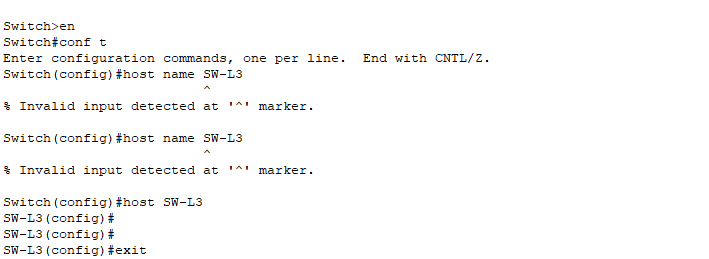 Switch>en
Switch#conf t
Enter configuration commands, one per line.  End with CNTL/Z.
Switch(config)#host name SW-L3
                         ^
% Invalid input detected at '^' marker.
Switch(config)#host name SW-L3
                         ^
% Invalid input detected at '^' marker.
Switch(config)#host SW-L3
SW-L3(config)#
SW-L3(config)#
SW-L3(config)#exit